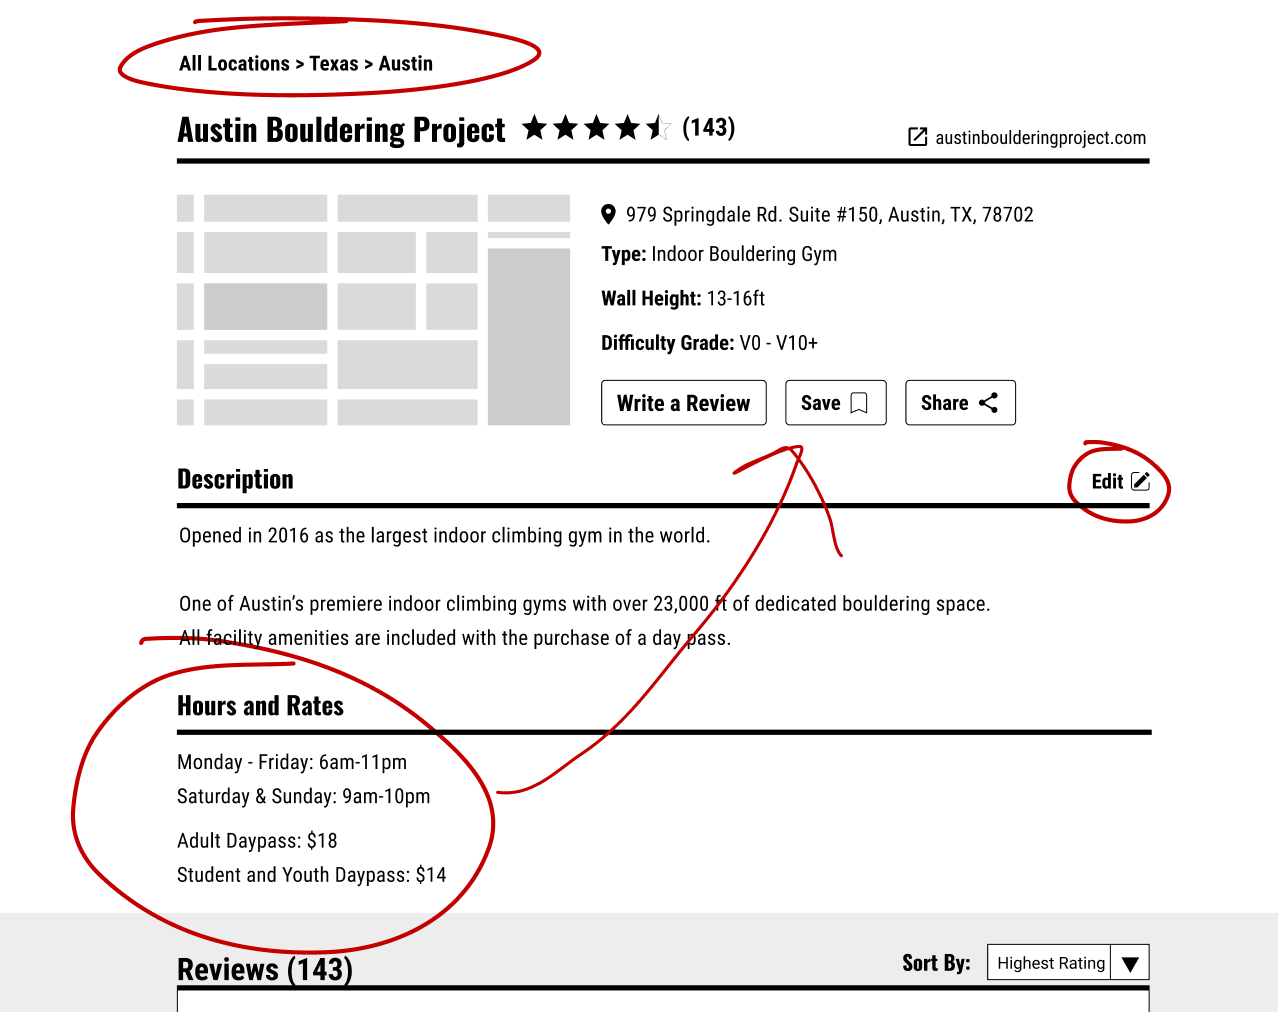 All Locations > Texas > Austin
Austin Bouldering Project (143)
austinboulderingproject.com
979 Springdale Rd. Suite #150, Austin, TX, 78702
Type: Indoor Bouldering Gym
Wall Height: 13-16ft
Difficulty Grade: V0 - V10+
Write a Review Save Share
Description Edit
Opened in 2016 as the largest indoor climbing gym in the world.
One of Austin’s premiere indoor climbing gyms with over 23,000 ft of dedicated bouldering space.
All facility amenities are included with the purchase of a day pass.
Hours and Rates
Monday - Friday: 6am-11pm
Saturday & Sunday: 9am-10pm
Adult Daypass: $18
Student and Youth Daypass: $14
Reviews (143) Sort By: Highest Rating